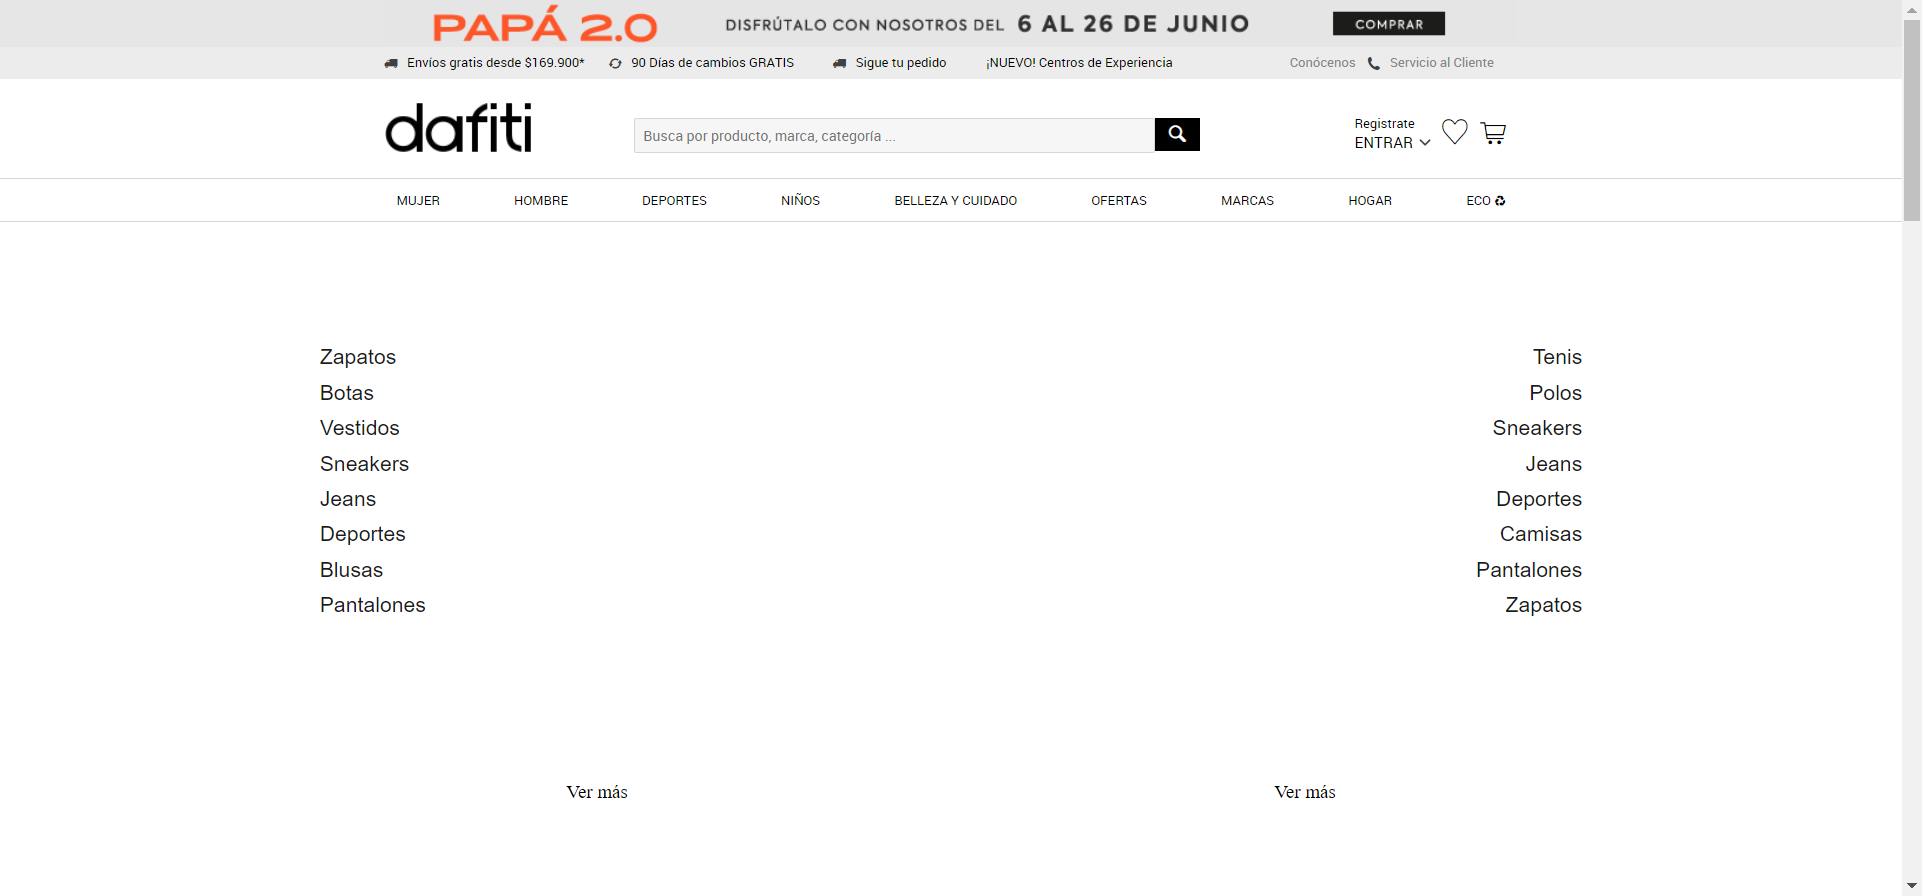 PAPÁ 2.0 DISFRÚTALO CON NOSOTROS DEL 6 AL 26 DE JUNIO COMPRAR
Envíos gratis desde $169.900* 90 Días de cambios GRATIS Sigue tu pedido ¡NUEVO! Centros de Experiencia Conócenos Servicio al Cliente
dafiti
Busca por producto, marca, categoría ...
Registrate
ENTRAR
MUJER HOMBRE DEPORTES NIÑOS BELLEZA Y CUIDADO OFERTAS MARCAS HOGAR ECO
Zapatos
Botas
Vestidos
Sneakers
Jeans
Deportes
Blusas
Pantalones
Tenis
Polos
Sneakers
Jeans
Deportes
Camisas
Pantalones
Zapatos
Ver más
Ver más